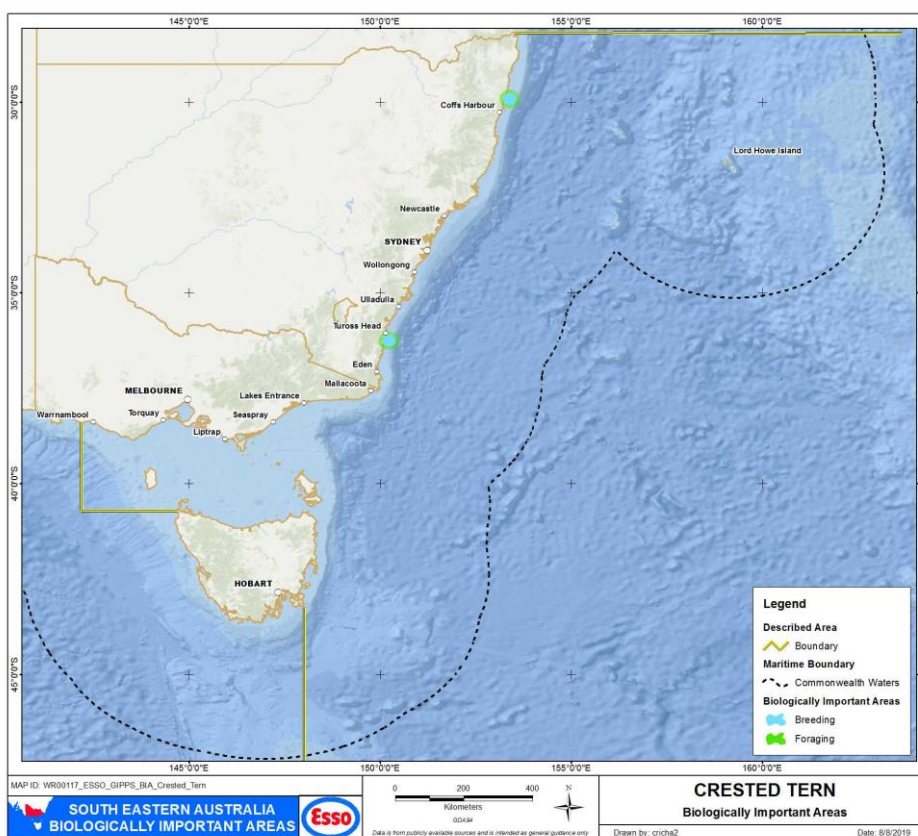 145°0'0"E
150°0'0"E
155°0'0"E
160°0'0"E
30°0'0"S
35°0'0"S
40°0'0"S
45°0'0"S
Coffs Harbour
Lord Howe Island
Newcastle
SYDNEY
Wollongong
Ulladulla
Tuross Head
Eden
Mallacoota
MELBOURNE
Lakes Entrance
Warrnambool
Torquay
Seaspray
Liptrap
HOBART
Legend
Described Area
Boundary
Maritime Boundary
Commonwealth Waters
Biologically Important Areas
Breeding
Foraging
145°0'0"E
150°0'0"E
155°0'0"E
160°0'0"E
MAP ID: WR00117_ESSO_GIPPS_BIA_Crested_Tern
SOUTH EASTERN AUSTRALIA
BIOLOGICALLY IMPORTANT AREAS
Esso
0 200 400
Kilometers
GDA94
N
Data is from publicly available sources and is intended as general guidance only
CRESTED TERN
Biologically Important Areas
Drawn by: cricha2
Date: 8/8/2019